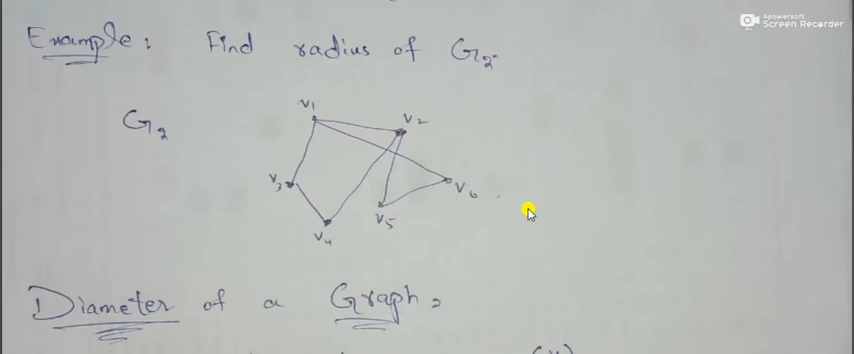 Apowersoft
Screen Recorder
Example: Find radius of G2
G2
V1
V2
V3
V6
V5
V4
Diameter of a Graph: